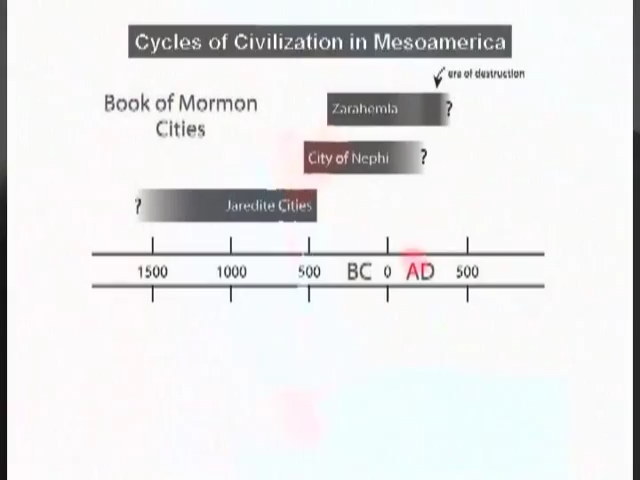 Cycles of Civilization in Mesoamerica
era of destruction
Book of Mormon
Cities
Zarahemla ?
City of Nephi ?
? Jaredite Cities
1500 1000 500 BC 0 AD 500